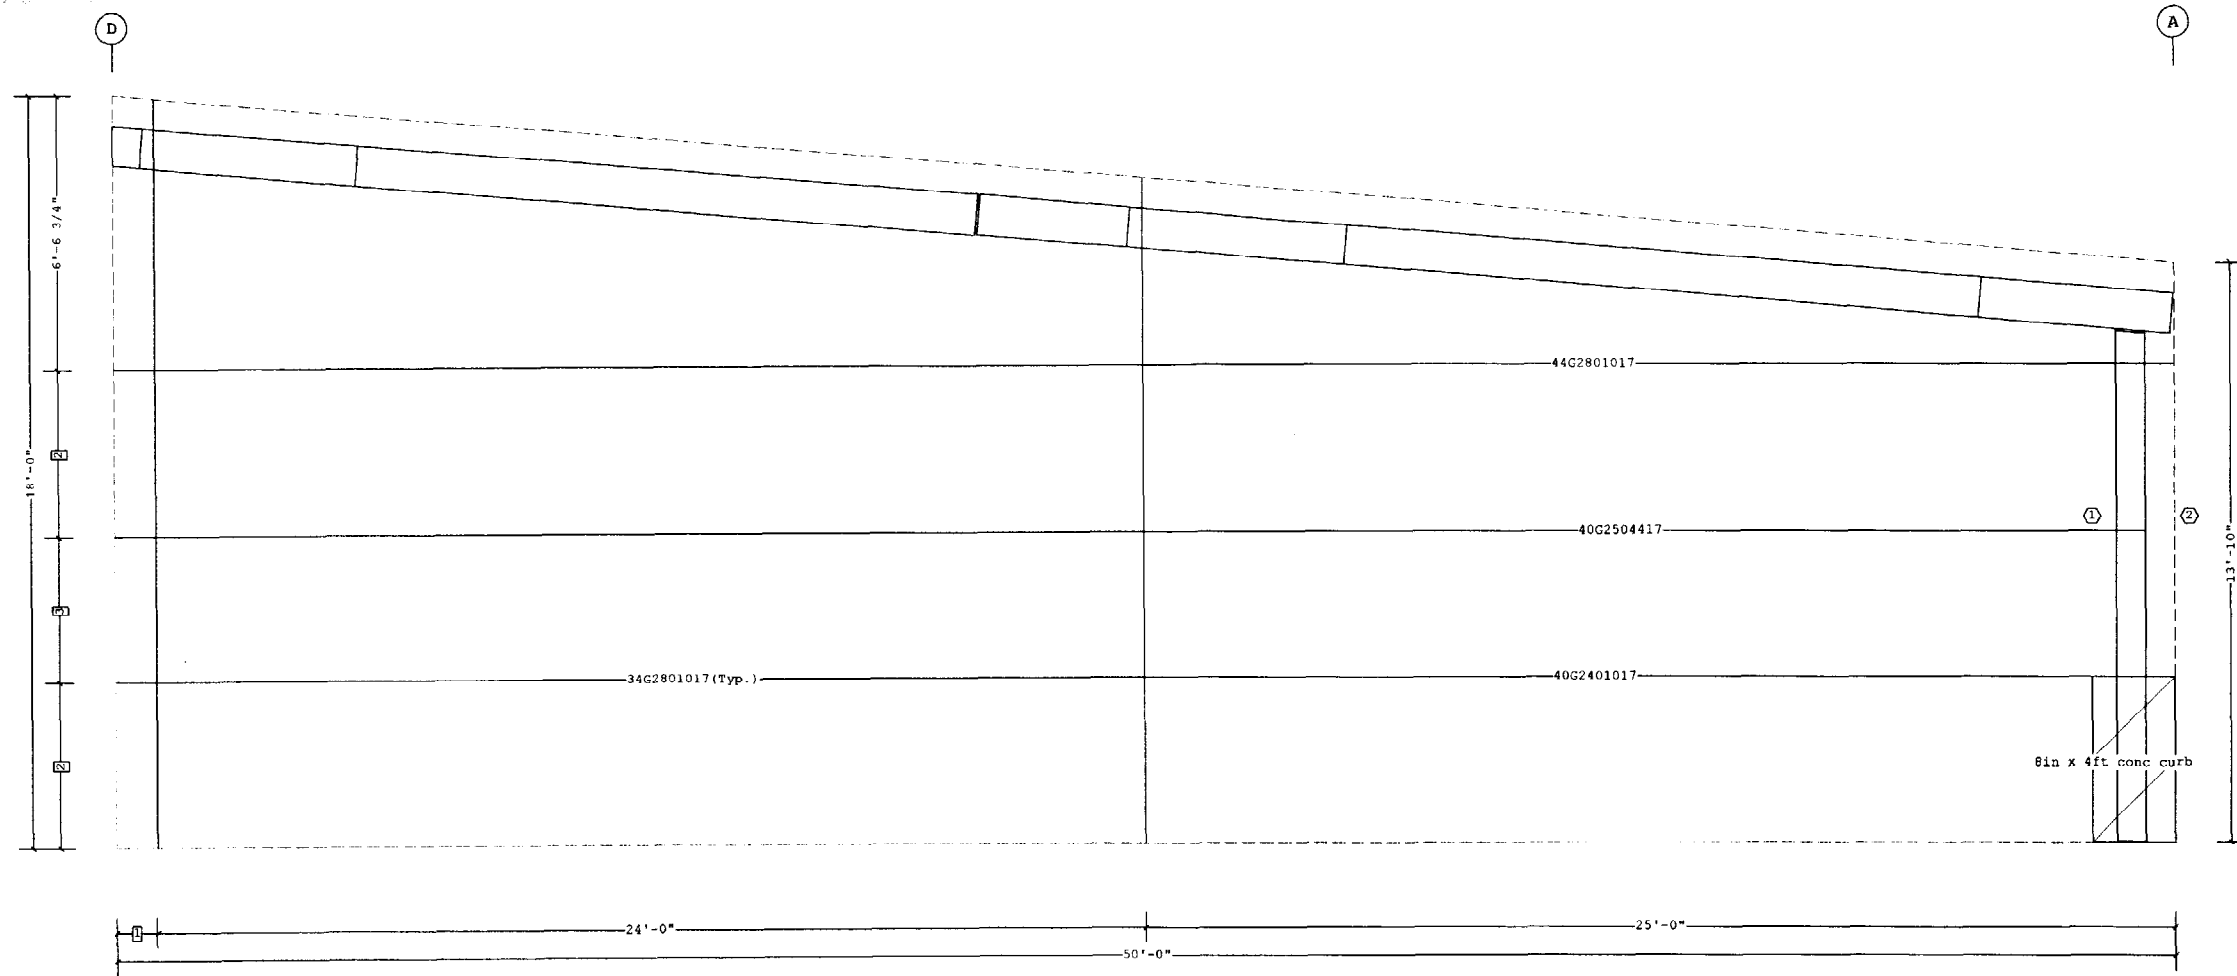 D
A
6'-6 3/4"
18'-0"
2
3
2
44G2801017
40G2504417
34G2801017(Typ.)
40G2401017
1
2
13'-10"
8in x 4ft conc curb
1
24'-0"
25'-0"
50'-0"